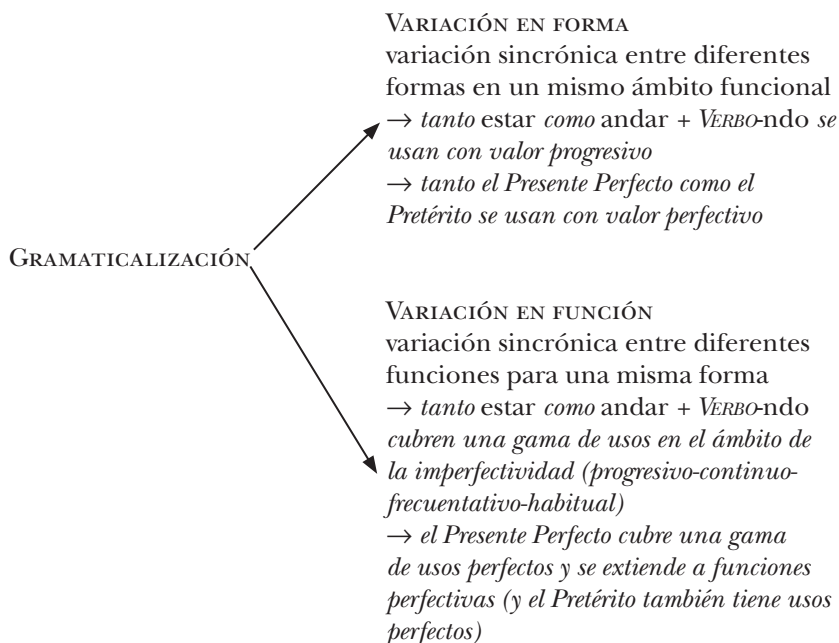 Variación en forma
variación sincrónica entre diferentes
formas en un mismo ámbito funcional
→ tanto estar como andar + Verbo-ndo se
usan con valor progresivo
→ tanto el Presente Perfecto como el
Pretérito se usan con valor perfectivo
Gramaticalización
Variación en función
variación sincrónica entre diferentes
funciones para una misma forma
→ tanto estar como andar + Verbo-ndo
cubren una gama de usos en el ámbito de
la imperfectividad (progresivo-continuo-
frecuentativo-habitual)
→ el Presente Perfecto cubre una gama
de usos perfectos y se extiende a funciones
perfectivas (y el Pretérito también tiene usos
perfectos)